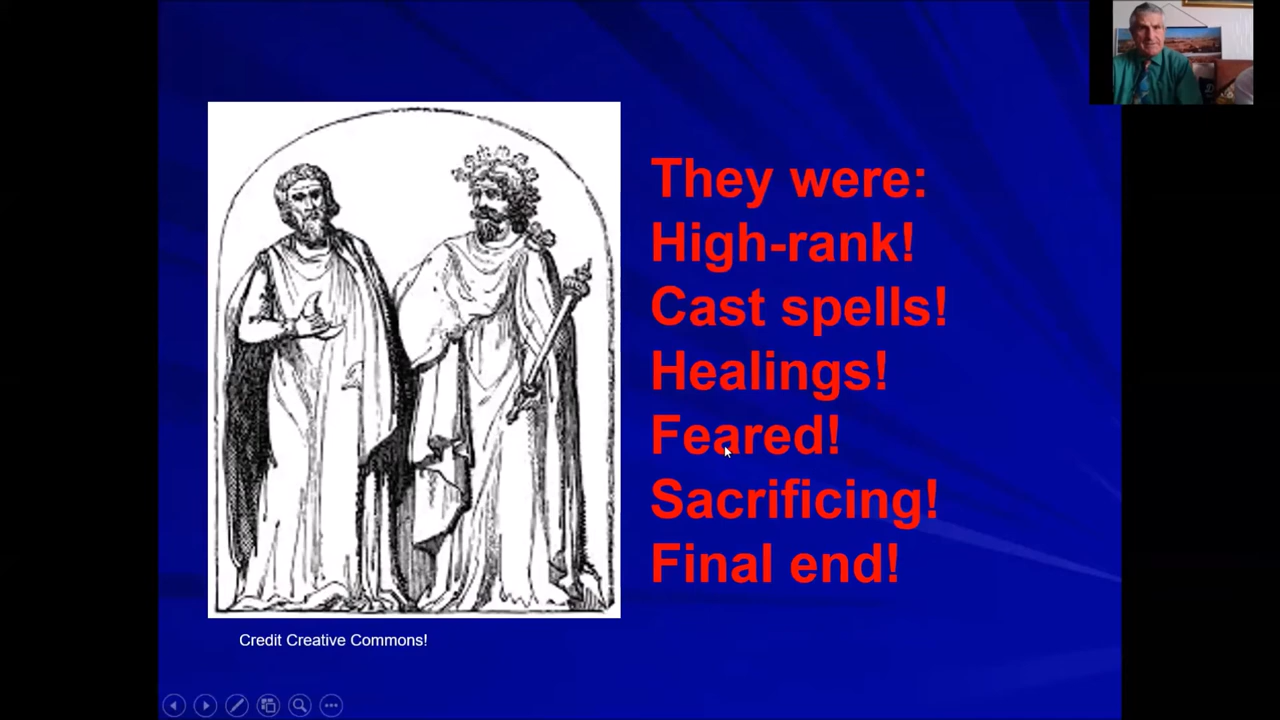 They were:
High-rank!
Cast spells!
Healings!
Feared!
Sacrificing!
Final end!
Credit Creative Commons!